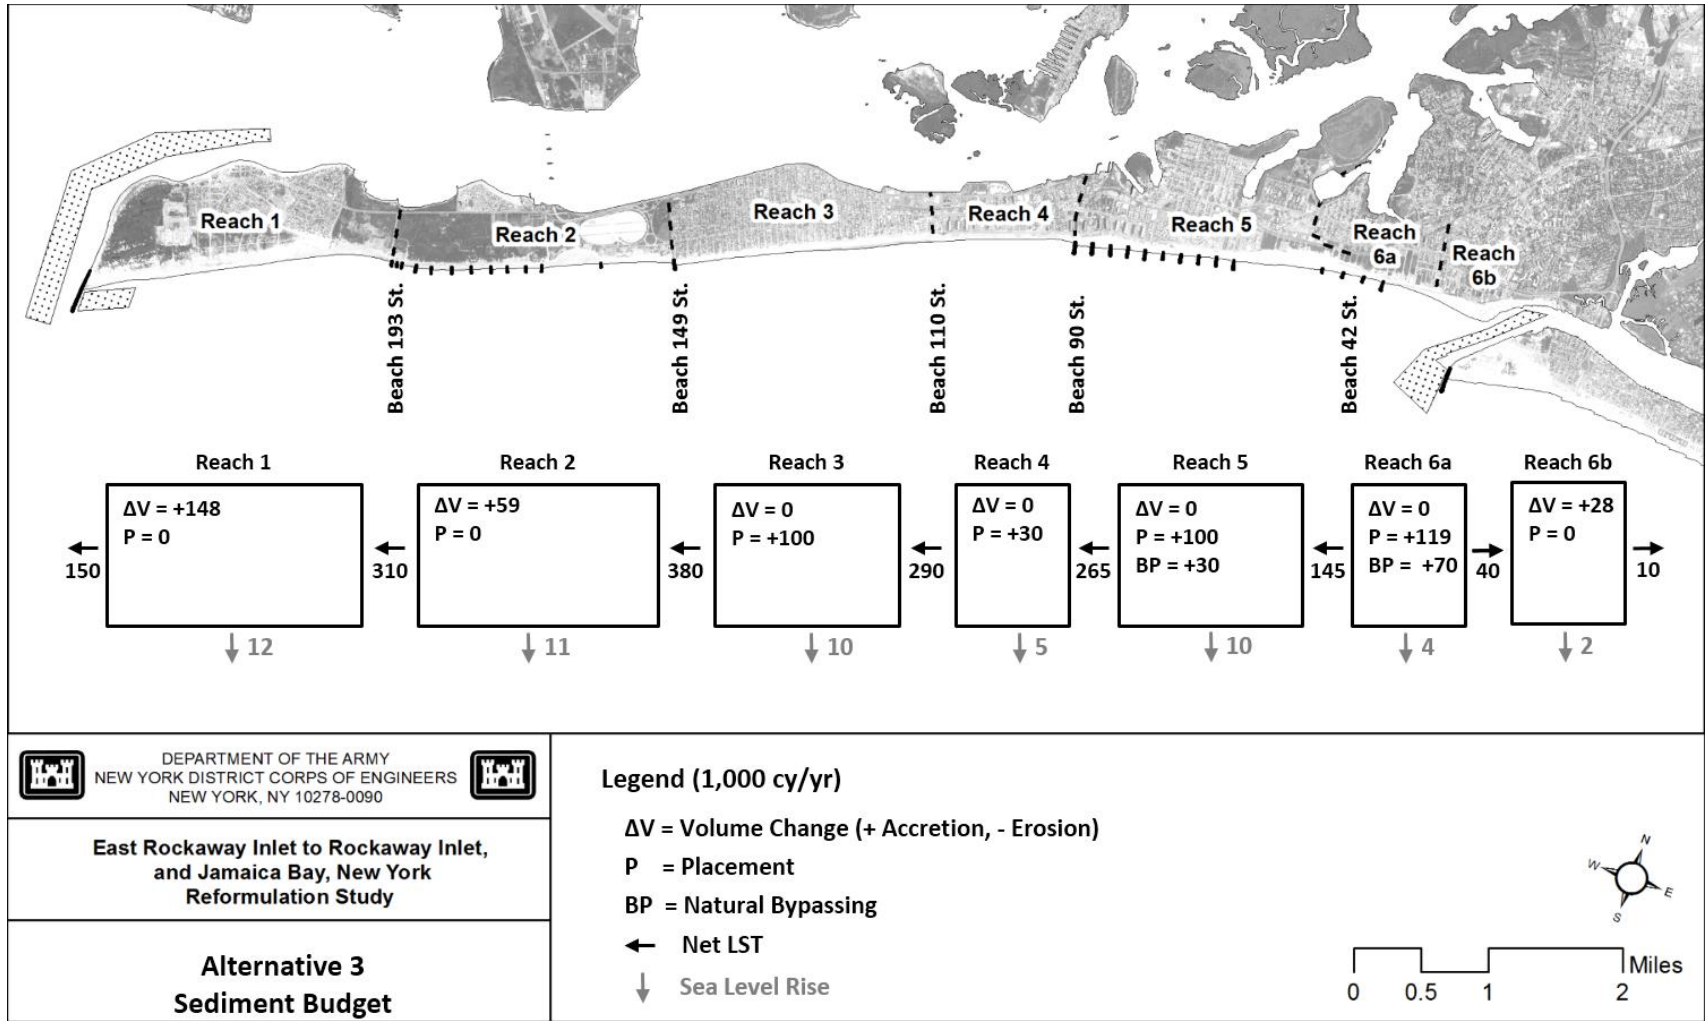 Reach 1
Reach 2
Reach 3
Reach 4
Reach 5
Reach
6a
Reach
6b
Beach 193 St.
Beach 149 St.
Beach 110 St.
Beach 90 St.
Beach 42 St.
Reach 1
Reach 2
Reach 3
Reach 4
Reach 5
Reach 6a
Reach 6b
ΔV = +148
P = 0
ΔV = +59
P = 0
ΔV = 0
P = +100
ΔV = 0
P = +30
ΔV = 0
P = +100
BP = +30
ΔV = 0
P = +119
BP = +70
ΔV = +28
P = 0
150
310
380
290
265
145
40
10
12
11
10
5
10
4
2
DEPARTMENT OF THE ARMY
NEW YORK DISTRICT CORPS OF ENGINEERS
NEW YORK, NY 10278-0090
East Rockaway Inlet to Rockaway Inlet,
and Jamaica Bay, New York
Reformulation Study
Alternative 3
Sediment Budget
Legend (1,000 cy/yr)
ΔV = Volume Change (+ Accretion, - Erosion)
P = Placement
BP = Natural Bypassing
← Net LST
↓ Sea Level Rise
N
W
E
S
Miles
0 0.5 1 2